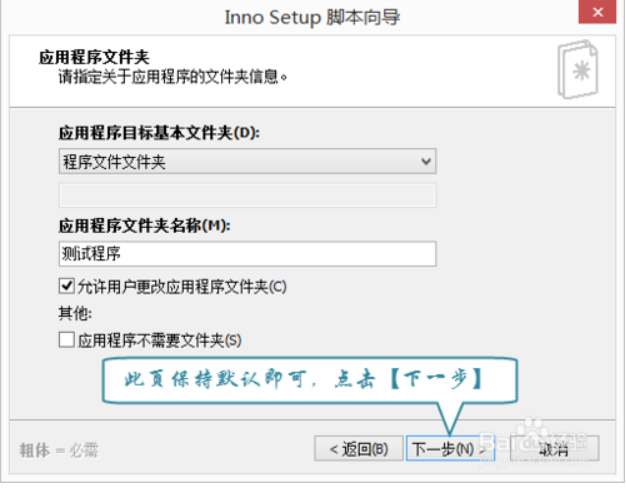 Inno Setup 脚本向导
应用程序文件夹
请指定关于应用程序的文件夹信息。
应用程序目标基本文件夹(D):
程序文件文件夹
应用程序文件夹名称(M):
测试程序
允许用户更改应用程序文件夹(C)
其他:
应用程序不需要文件夹(S)
此页保持默认即可，点击【下一步】
粗体 = 必需
< 返回(B)
下一步(N) >
取消